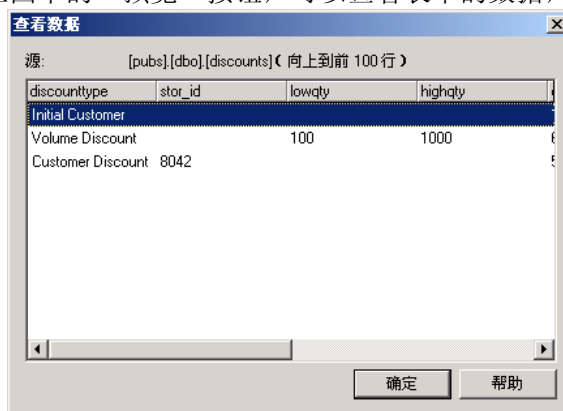 查看数据
源: [pubs].[dbo].[discounts] ( 向上到前 100 行 )
discounttype stor_id lowqty highqty
Initial Customer
Volume Discount 100 1000
Customer Discount 8042
确定 帮助